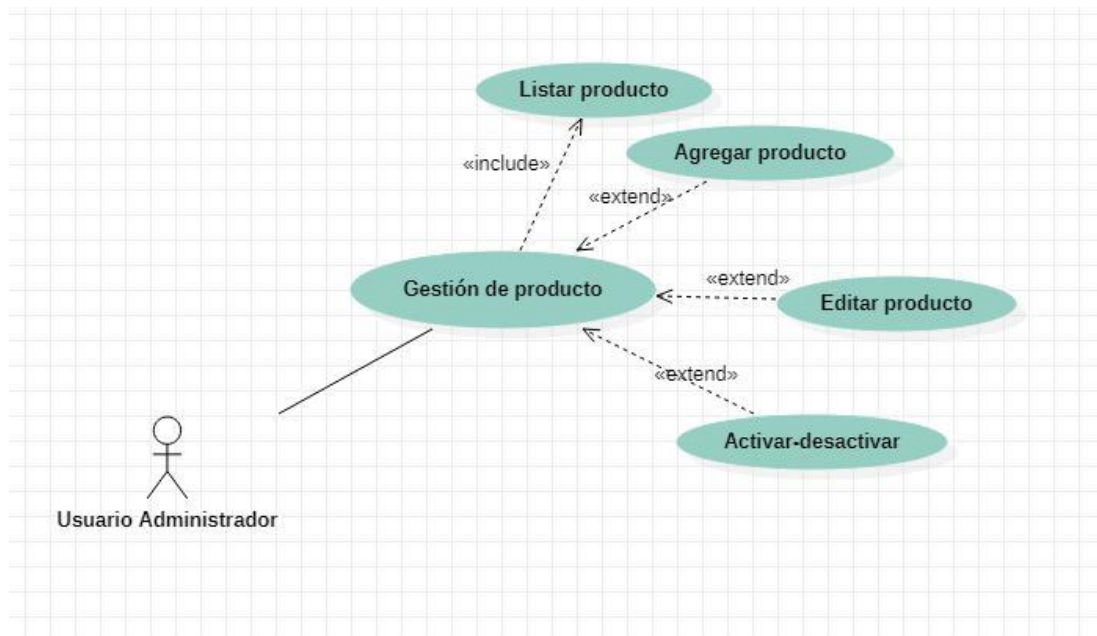 Listar producto
«include»
Agregar producto
«extend»
Gestión de producto
«extend»
Editar producto
«extend»
Activar-desactivar
Usuario Administrador